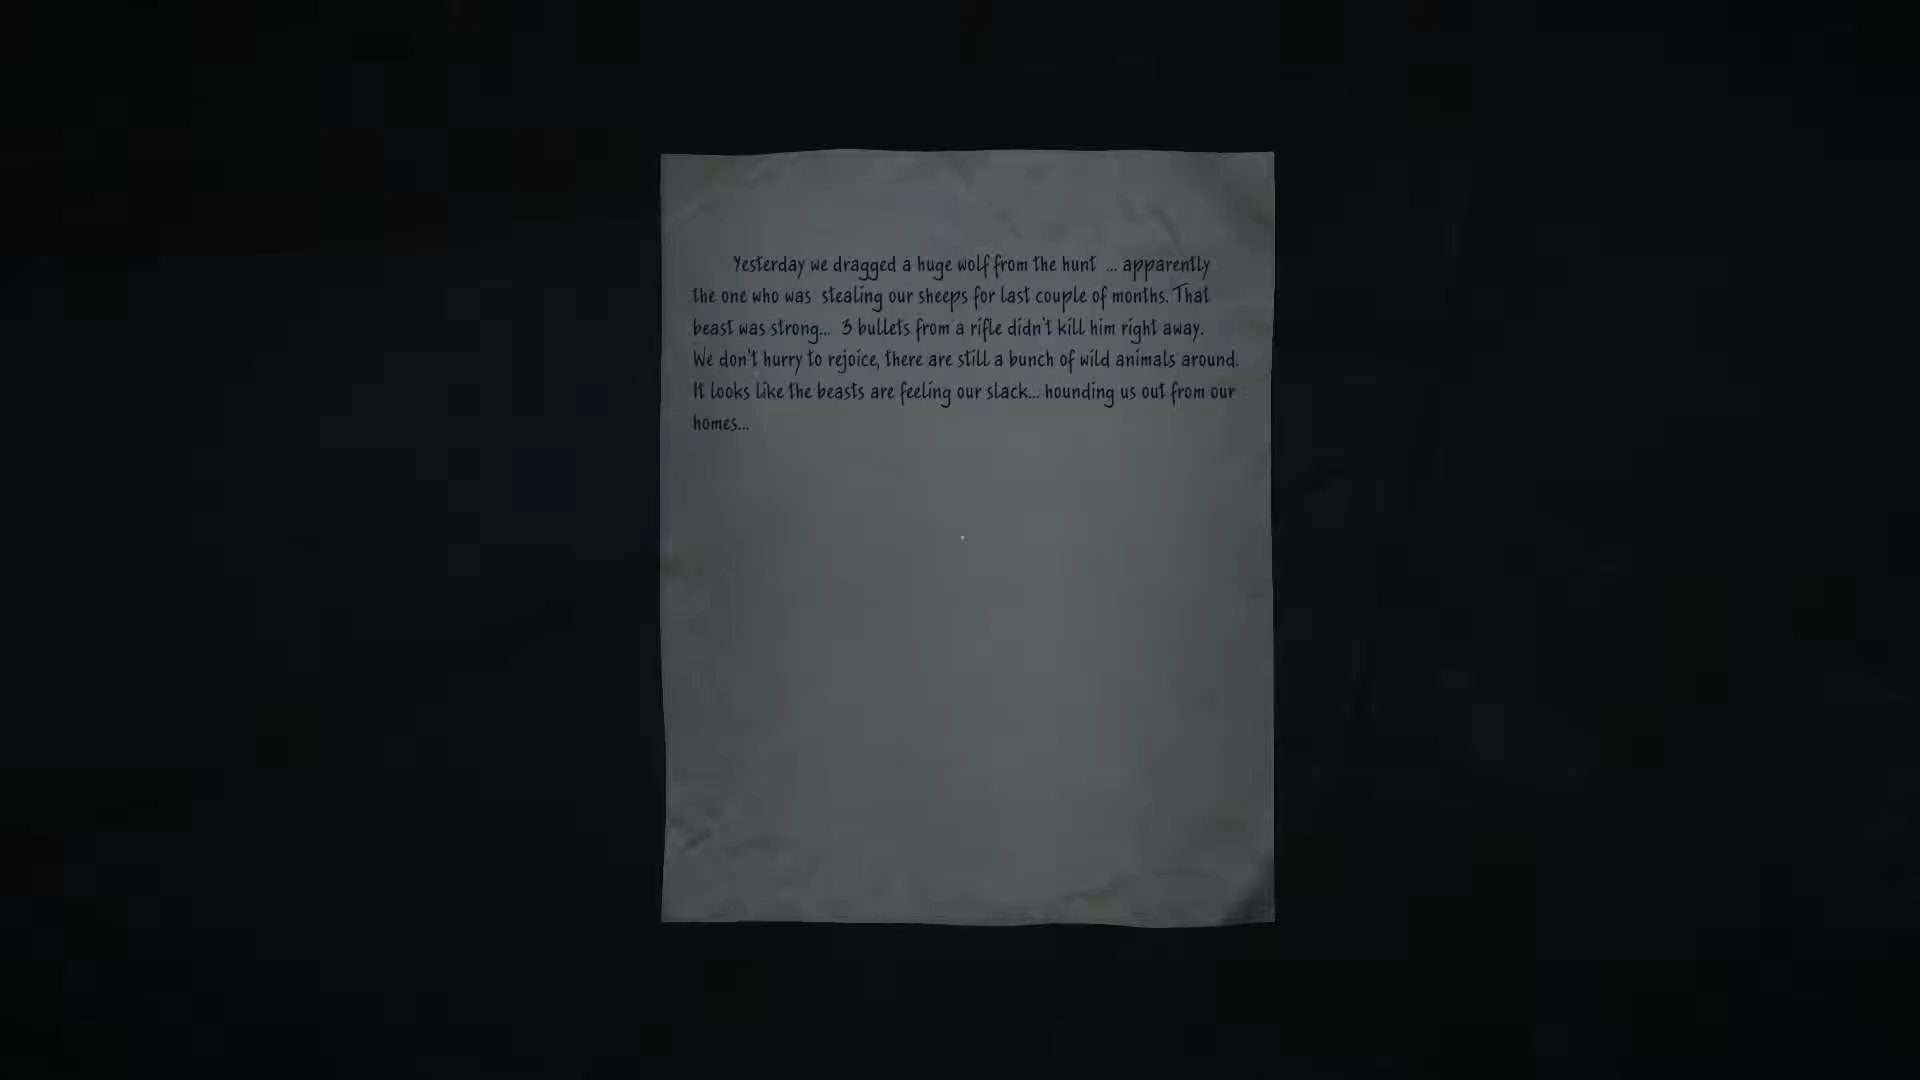 Yesterday we dragged a huge wolf from the hunt ... apparently
the one who was stealing our sheeps for last couple of months. That
beast was strong... 3 bullets from a rifle didn't kill him right away.
We don't hurry to rejoice, there are still a bunch of wild animals around.
It looks like the beasts are feeling our slack... hounding us out from our
homes...